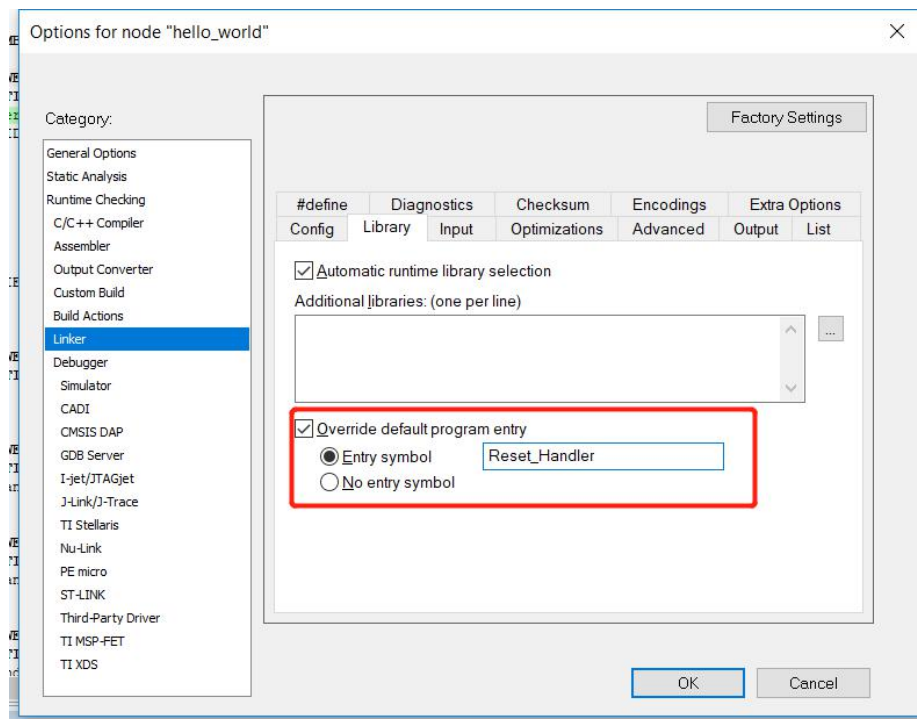 Options for node "hello_world"
Category:
General Options
Static Analysis
Runtime Checking
C/C++ Compiler
Assembler
Output Converter
Custom Build
Build Actions
Linker
Debugger
Simulator
CADI
CMSIS DAP
GDB Server
I-jet/JTAGjet
J-Link/J-Trace
TI Stellaris
Nu-Link
PE micro
ST-LINK
Third-Party Driver
TI MSP-FET
TI XDS
Factory Settings
#define Diagnostics Checksum Encodings Extra Options
Config Library Input Optimizations Advanced Output List
Automatic runtime library selection
Additional libraries: (one per line)
...
Override default program entry
Entry symbol Reset_Handler
No entry symbol
OK Cancel